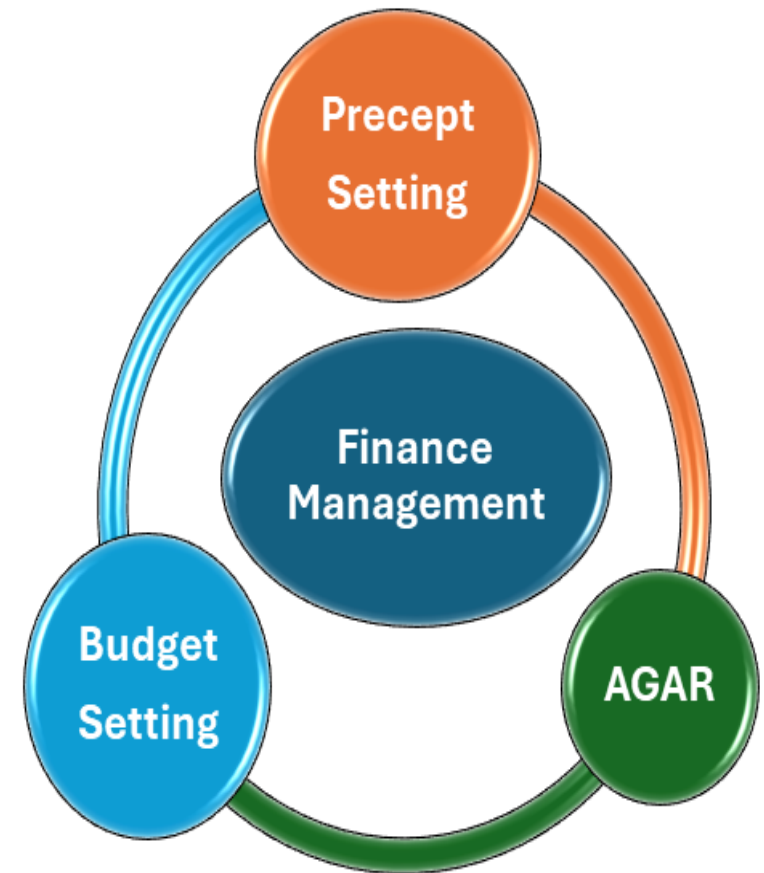 Precept
Setting
Finance
Management
Budget
Setting
AGAR